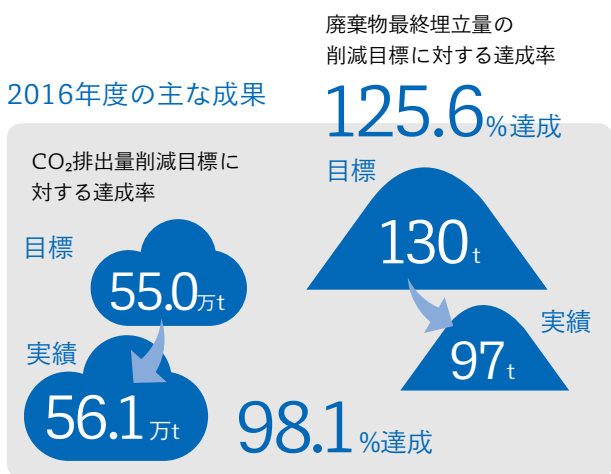 2016年度の主な成果
CO₂排出量削減目標に
対する達成率
目標
55.0万t
実績
56.1万t
98.1%達成
廃棄物最終埋立量の
削減目標に対する達成率
125.6%達成
目標
130t
実績
97t